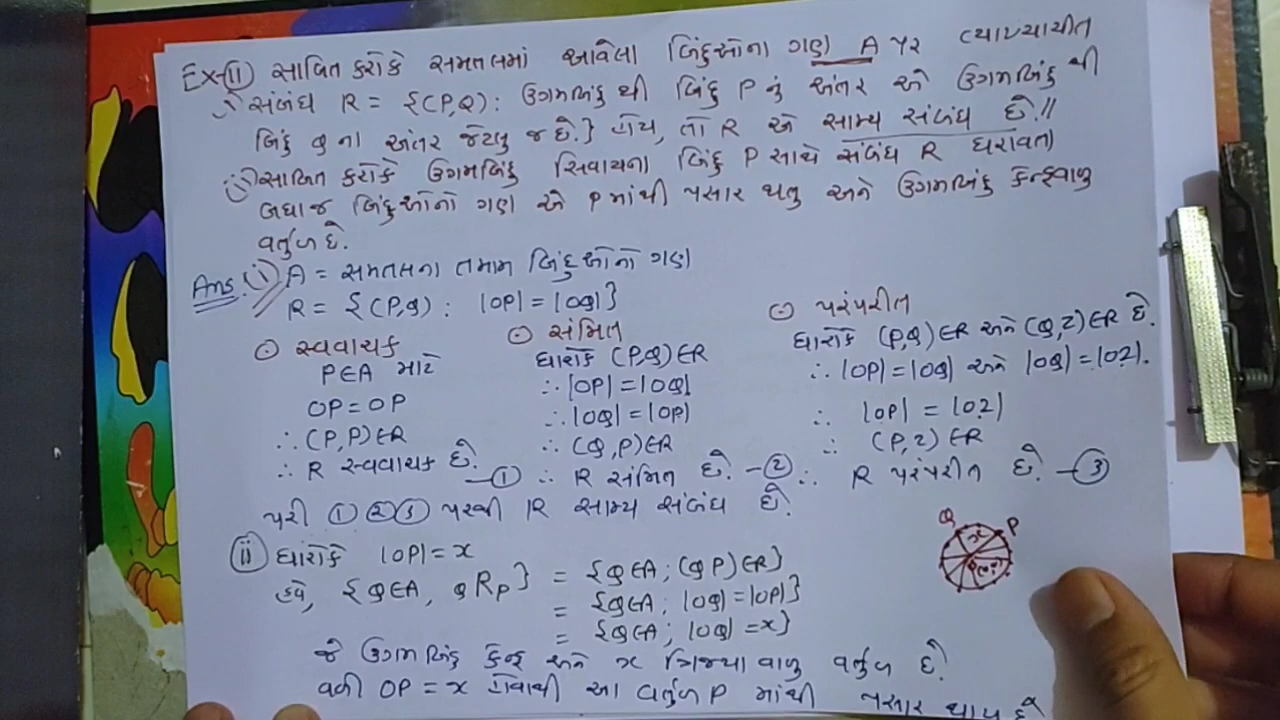 Ex-11) સાબિત કરોકે સમતલમાં આવેલા બિંદુઓના ગણ A પર વ્યાખ્યાયીત
i) સંબંધ R = {(P,Q) : ઉગમબિંદુ થી બિંદુ P નું અંતર એ ઉગમબિંદુ થી
બિંદુ Q ના અંતર જેટલુ જ છે.} હોય, તો R એ સામ્ય સંબંધ છે.//
ii) સાબિત કરોકે ઉગમબિંદુ સિવાયના બિંદુ P સાથે સંબંધ R ધરાવતા
બધાજ બિંદુઓનો ગણ એ P માંથી પસાર થતુ અને ઉગમબિંદુ કેન્દ્રવાળુ
વર્તુળ છે.
Ans. (i) A = સમતલના તમામ બિંદુઓનો ગણ
R = {(P,Q) : |OP| = |OQ|}
⊙ સ્વવાચક
P∈A માટે
OP = OP
∴ (P,P)∈R
∴ R સ્વવાચક છે. —①
⊙ સંમિત
ધારોકે (P,Q)∈R
∴ |OP| = |OQ|
∴ |OQ| = |OP|
∴ (Q,P)∈R
∴ R સંમિત છે. —②
⊙ પરંપરીત
ધારોકે (P,Q)∈R અને (Q,Z)∈R છે.
∴ |OP| = |OQ| અને |OQ| = |OZ|.
∴ |OP| = |OZ|
∴ (P,Z)∈R
∴ R પરંપરીત છે. —③
પરી ① ② ③ પરથી R સામ્ય સંબંધ છે.
(ii) ધારોકે |OP| = x
હવે, {Q∈A, QRP} = {Q∈A; (Q P)∈R}
= {Q∈A; |OQ| = |OP|}
= {Q∈A; |OQ| = x}
Q P
x
જે ઉગમબિંદુ કેન્દ્ર અને x ત્રિજ્યા વાળુ વર્તુળ છે.
વળી OP = x હોવાથી આ વર્તુળ P માંથી પસાર થાય છે